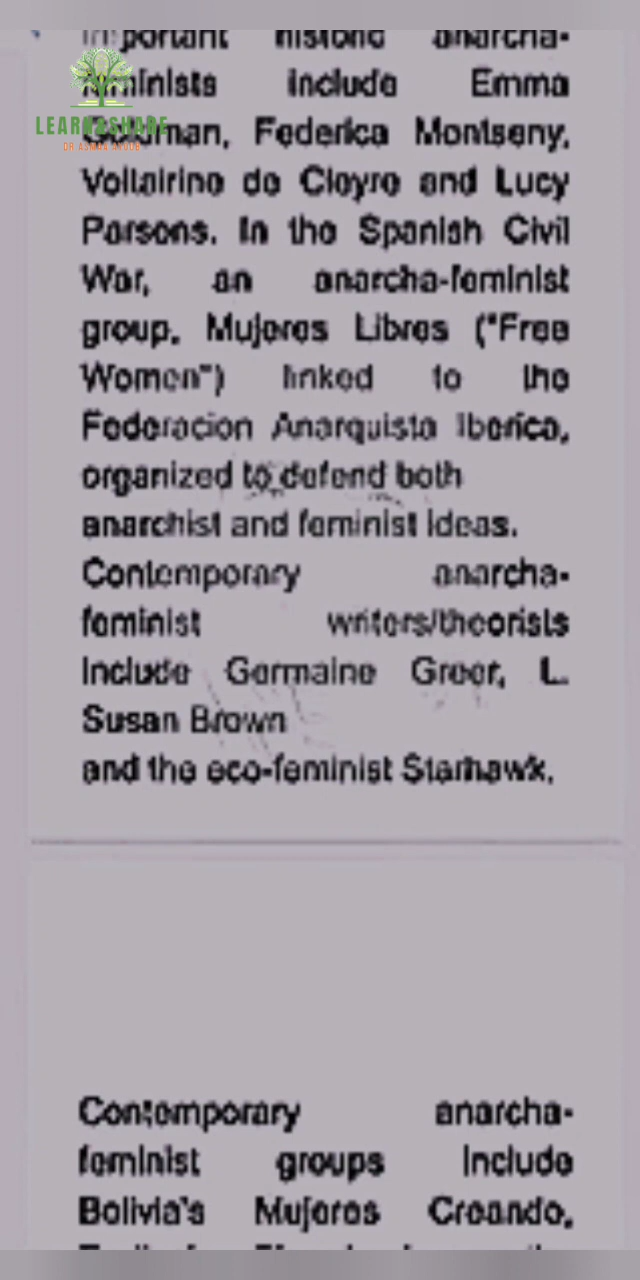 important historic anarcha-
feminists include Emma
Goldman, Federica Montseny,
Voltairine de Cleyre and Lucy
Parsons. In the Spanish Civil
War, an anarcha-feminist
group, Mujeres Libres ("Free
Women") linked to the
Federacion Anarquista Iberica,
organized to defend both
anarchist and feminist ideas.
Contemporary anarcha-
feminist writers/theorists
include Germaine Greer, L.
Susan Brown
and the eco-feminist Starhawk.
Contemporary anarcha-
feminist groups include
Bolivia's Mujeres Creando,
LEARN&SHARE